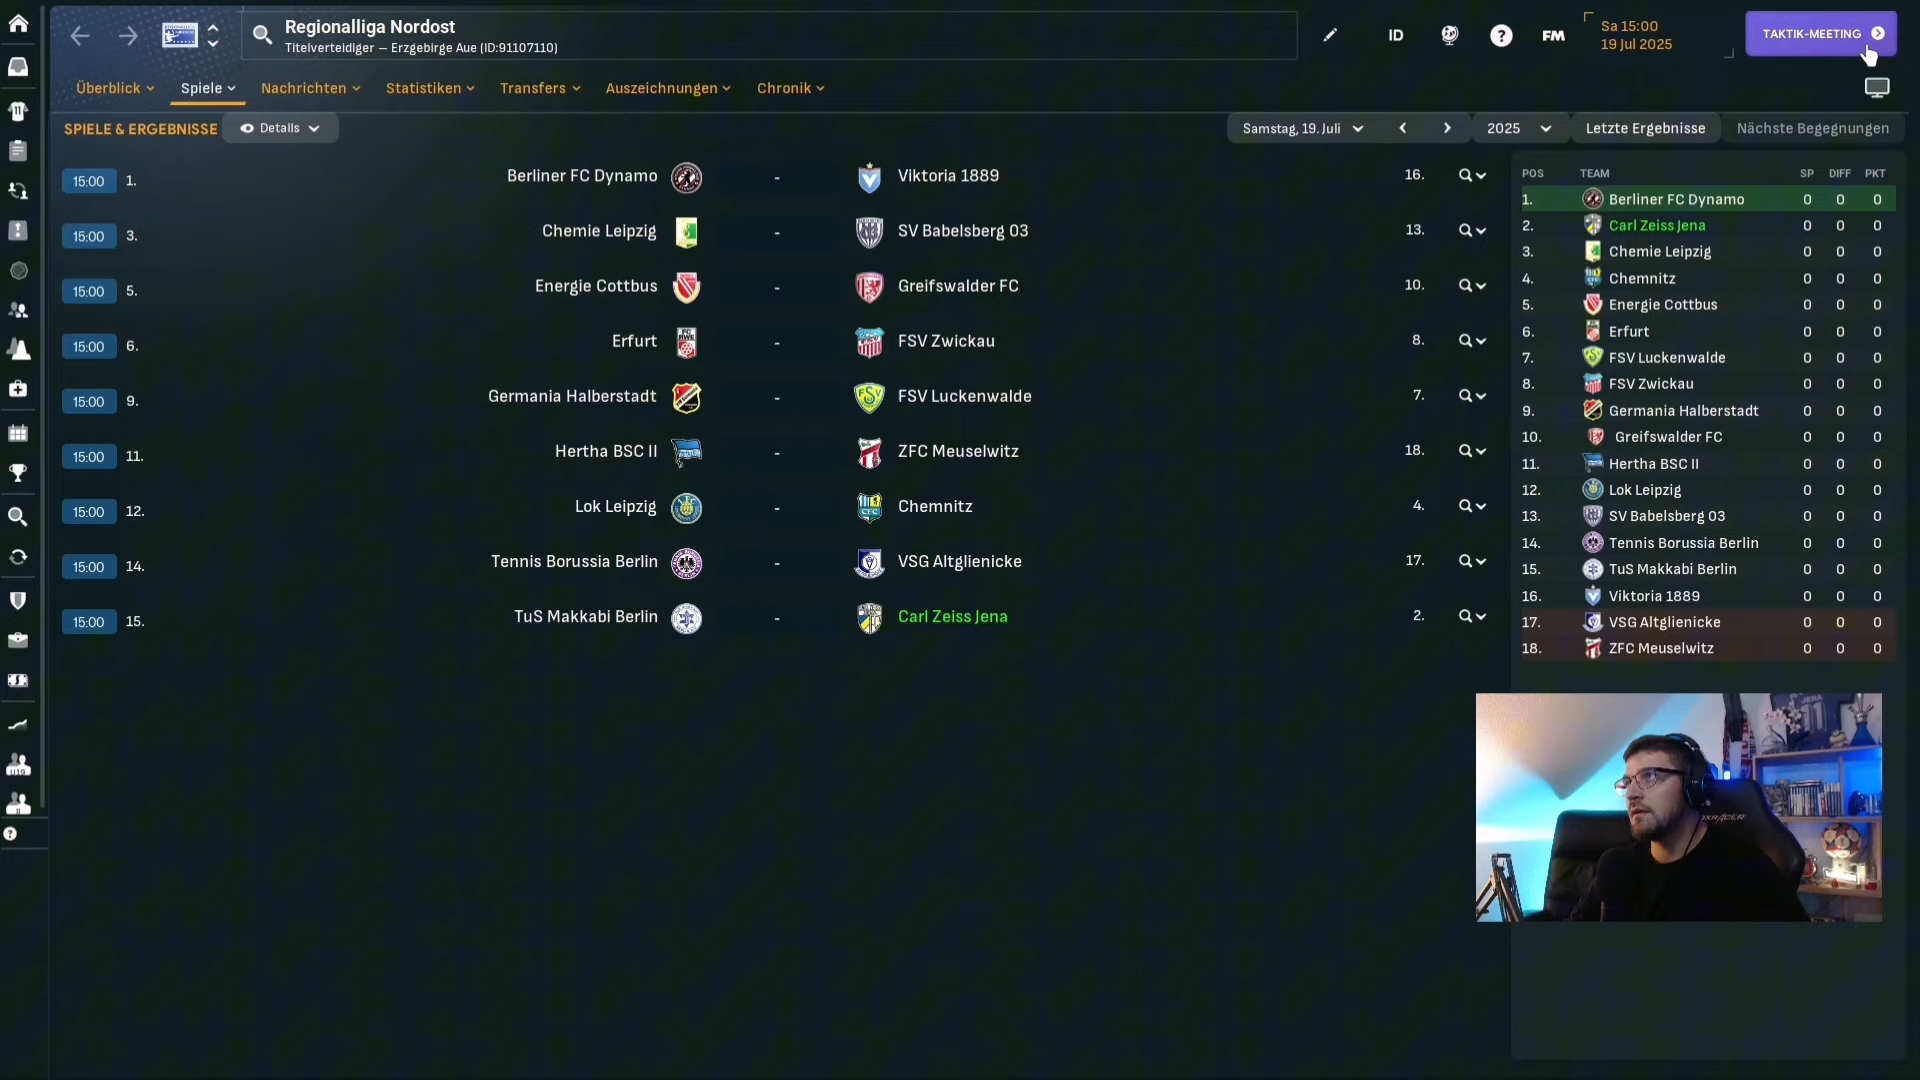 Regionalliga Nordost
Titelverteidiger – Erzgebirge Aue (ID:91107110)
ID
FM
Sa 15:00
19 Jul 2025
TAKTIK-MEETING
Überblick
Spiele
Nachrichten
Statistiken
Transfers
Auszeichnungen
Chronik
SPIELE & ERGEBNISSE
Details
Samstag, 19. Juli
2025
Letzte Ergebnisse
Nächste Begegnungen
15:00 1. Berliner FC Dynamo - Viktoria 1889 16.
15:00 3. Chemie Leipzig - SV Babelsberg 03 13.
15:00 5. Energie Cottbus - Greifswalder FC 10.
15:00 6. Erfurt - FSV Zwickau 8.
15:00 9. Germania Halberstadt - FSV Luckenwalde 7.
15:00 11. Hertha BSC II - ZFC Meuselwitz 18.
15:00 12. Lok Leipzig - Chemnitz 4.
15:00 14. Tennis Borussia Berlin - VSG Altglienicke 17.
15:00 15. TuS Makkabi Berlin - Carl Zeiss Jena 2.
POS TEAM SP DIFF PKT
1. Berliner FC Dynamo 0 0 0
2. Carl Zeiss Jena 0 0 0
3. Chemie Leipzig 0 0 0
4. Chemnitz 0 0 0
5. Energie Cottbus 0 0 0
6. Erfurt 0 0 0
7. FSV Luckenwalde 0 0 0
8. FSV Zwickau 0 0 0
9. Germania Halberstadt 0 0 0
10. Greifswalder FC 0 0 0
11. Hertha BSC II 0 0 0
12. Lok Leipzig 0 0 0
13. SV Babelsberg 03 0 0 0
14. Tennis Borussia Berlin 0 0 0
15. TuS Makkabi Berlin 0 0 0
16. Viktoria 1889 0 0 0
17. VSG Altglienicke 0 0 0
18. ZFC Meuselwitz 0 0 0
U19